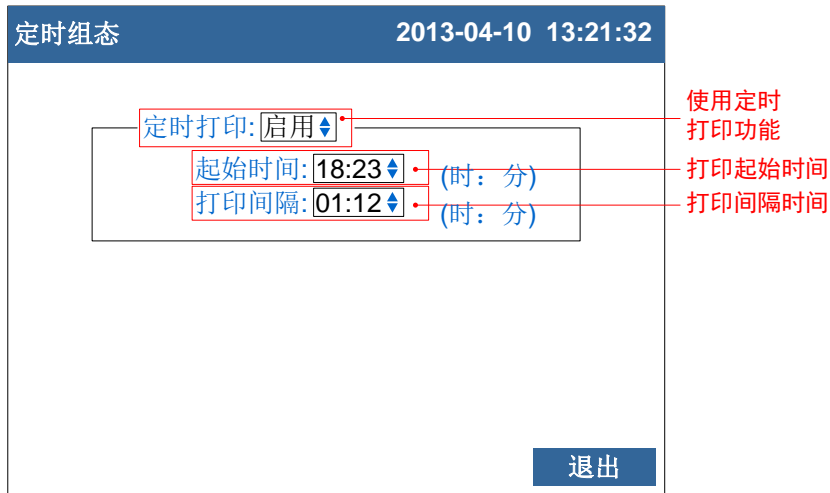 定时组态 2013-04-10 13:21:32
使用定时
打印功能
定时打印: 启用
起始时间: 18:23 (时：分)
打印起始时间
打印间隔: 01:12 (时：分)
打印间隔时间
退出